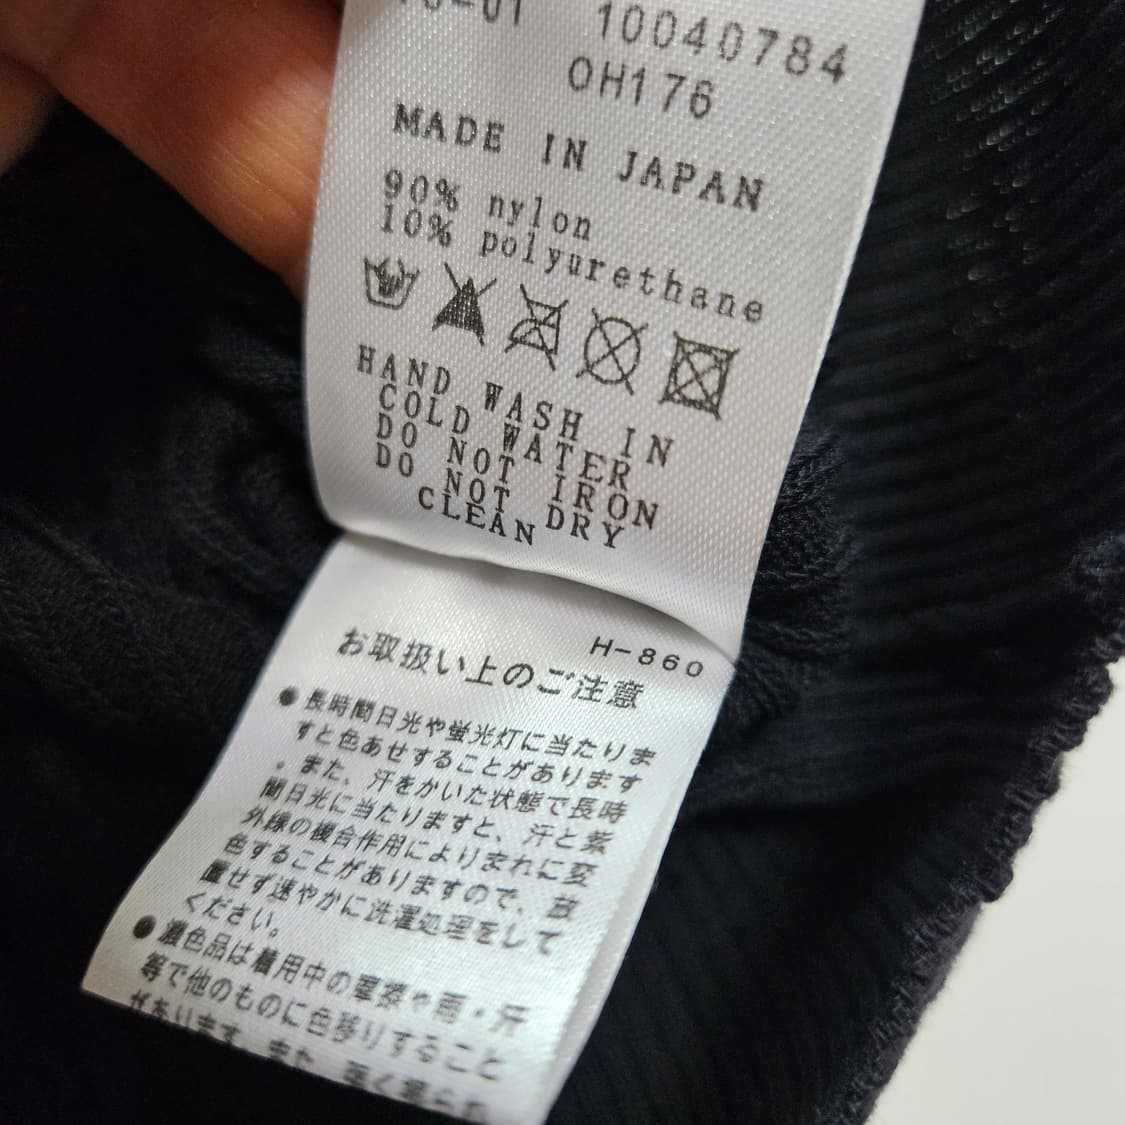 -01 10040784
OH176
MADE IN JAPAN
90% nylon
10% polyurethane
HAND WASH IN
COLD WATER
DO NOT IRON
DO NOT DRY
CLEAN
H-860
お取扱い上のご注意
●長時間日光や蛍光灯に当たりま
すと色あせすることがあります
。また、汗をかいた状態で長時
間日光に当たりますと、汗と紫
外線の複合作用によりまれに変
色することがありますので、放
置せず速やかに洗濯処理をして
ください。
●濃色品は着用中の摩擦や雨・汗
等で他のものに色移りすること
があります。また